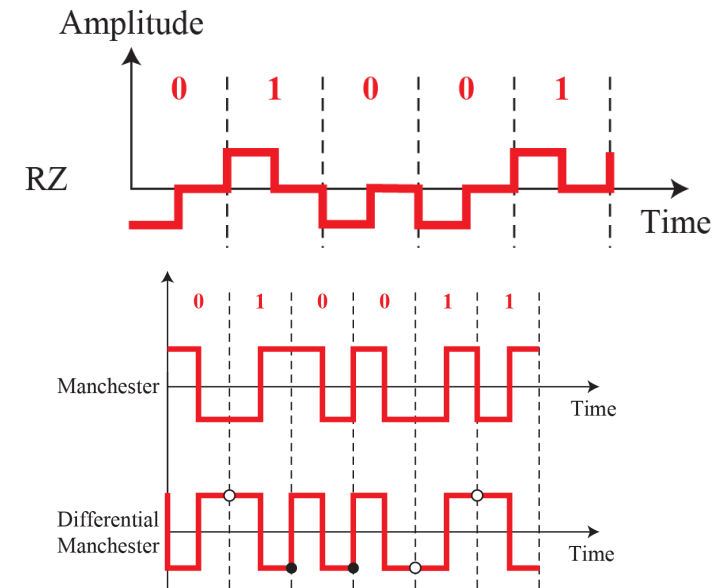 Amplitude
0 1 0 0 1
RZ
Time
0 1 0 0 1 1
Manchester
Time
Differential
Manchester
Time